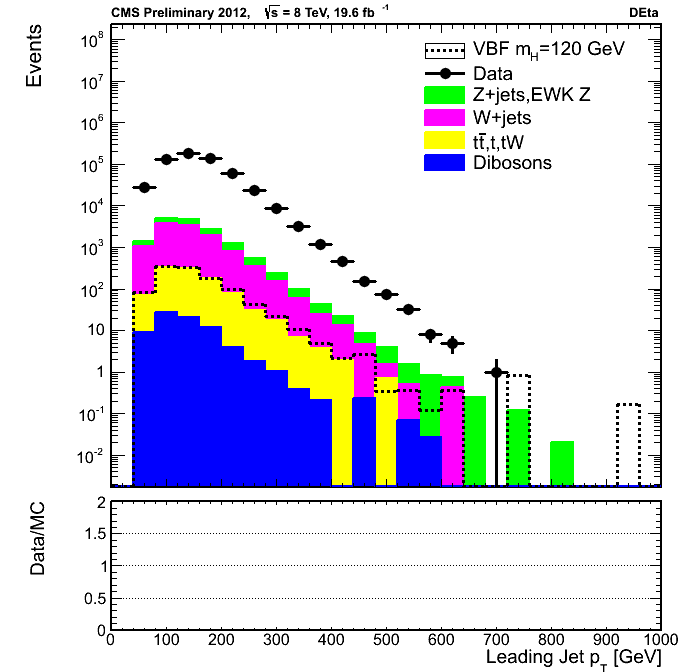 CMS Preliminary 2012, √s = 8 TeV, 19.6 fb⁻¹ DEta
Events
10⁸
10⁷
10⁶
10⁵
10⁴
10³
10²
10
1
10⁻¹
10⁻²
VBF m_H=120 GeV
Data
Z+jets,EWK Z
W+jets
tt̄,t,tW
Dibosons
Data/MC
2
1.5
1
0.5
0
0 100 200 300 400 500 600 700 800 900 1000
Leading Jet p_T [GeV]